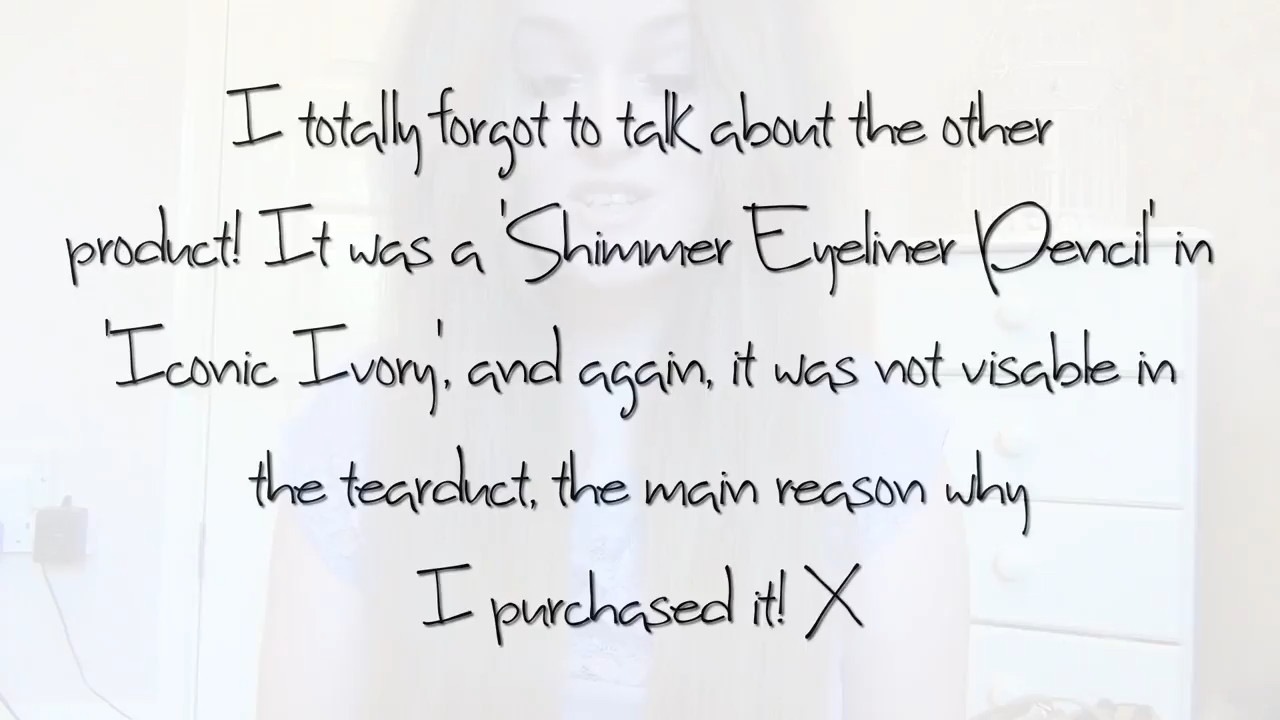 I totally forgot to talk about the other
product! It was a 'Shimmer Eyeliner Pencil' in
'Iconic Ivory', and again, it was not visable in
the tearduct, the main reason why
I purchased it! X